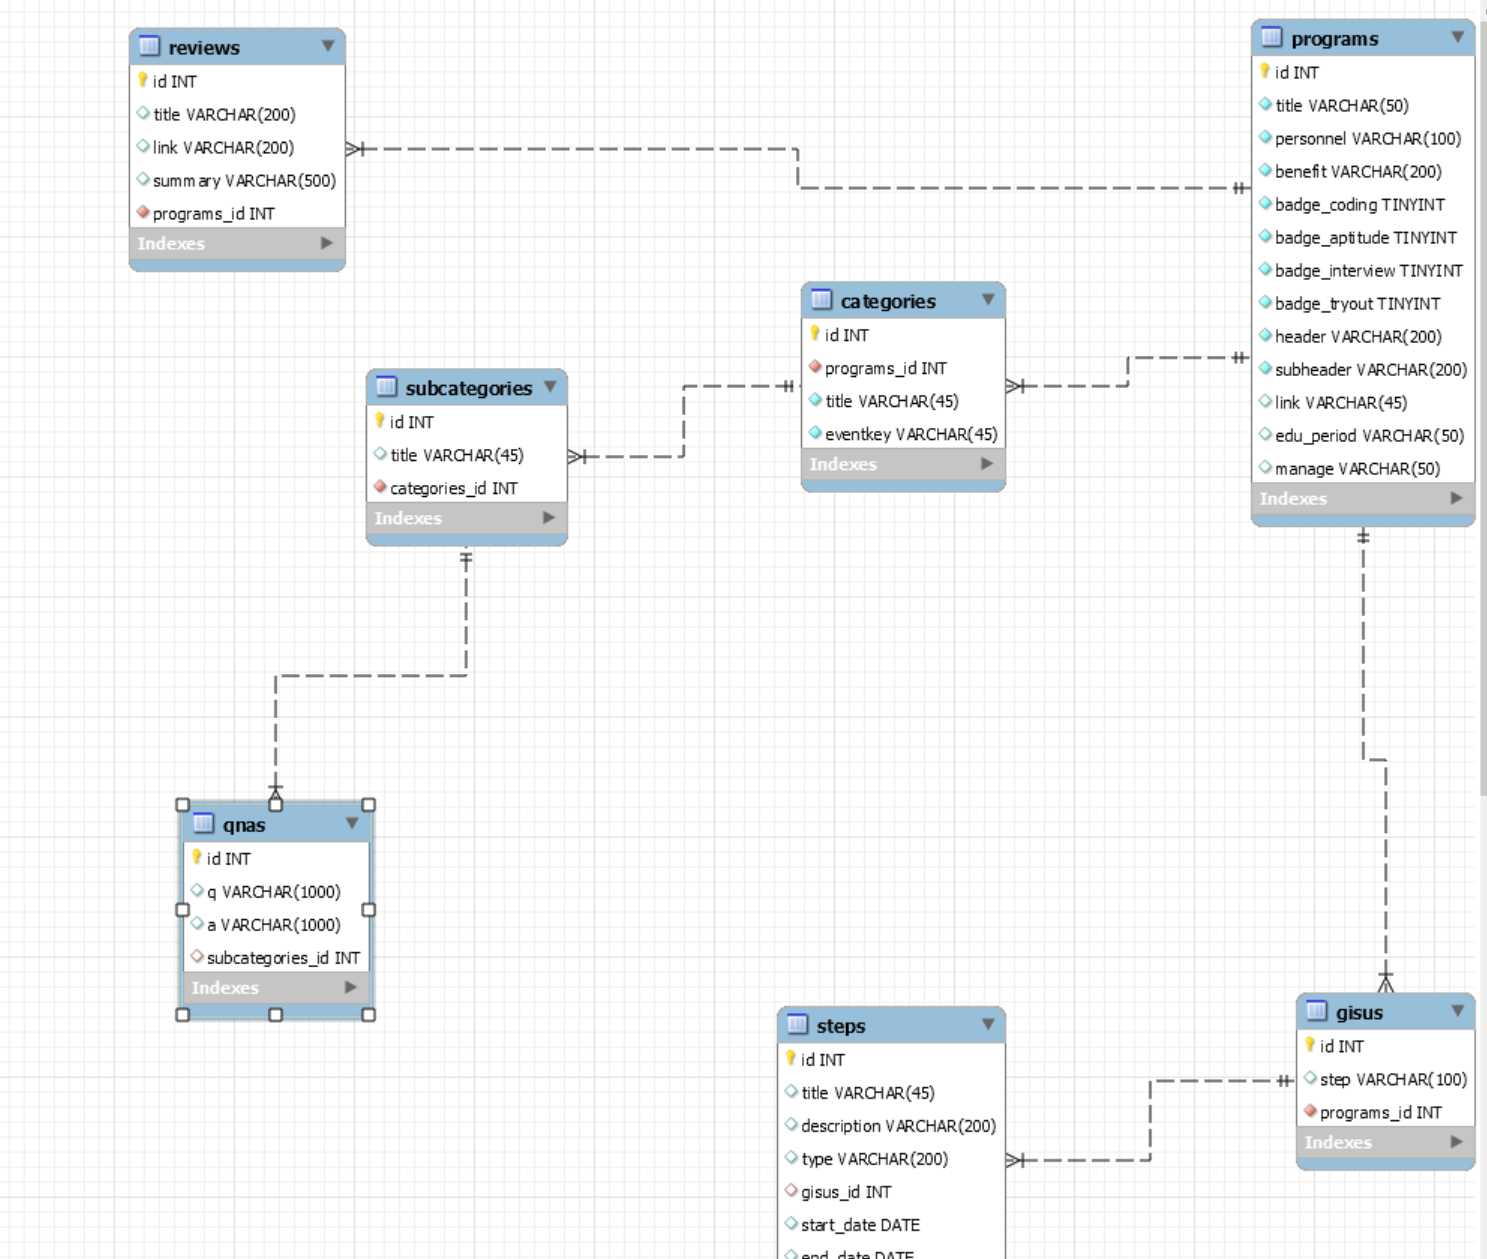 reviews
id INT
title VARCHAR(200)
link VARCHAR(200)
summary VARCHAR(500)
programs_id INT
Indexes
programs
id INT
title VARCHAR(50)
personnel VARCHAR(100)
benefit VARCHAR(200)
badge_coding TINYINT
badge_aptitude TINYINT
badge_interview TINYINT
badge_tryout TINYINT
header VARCHAR(200)
subheader VARCHAR(200)
link VARCHAR(45)
edu_period VARCHAR(50)
manage VARCHAR(50)
Indexes
categories
id INT
programs_id INT
title VARCHAR(45)
eventkey VARCHAR(45)
Indexes
subcategories
id INT
title VARCHAR(45)
categories_id INT
Indexes
qnas
id INT
q VARCHAR(1000)
a VARCHAR(1000)
subcategories_id INT
Indexes
steps
id INT
title VARCHAR(45)
description VARCHAR(200)
type VARCHAR(200)
gisus_id INT
start_date DATE
end_date DATE
gisus
id INT
step VARCHAR(100)
programs_id INT
Indexes